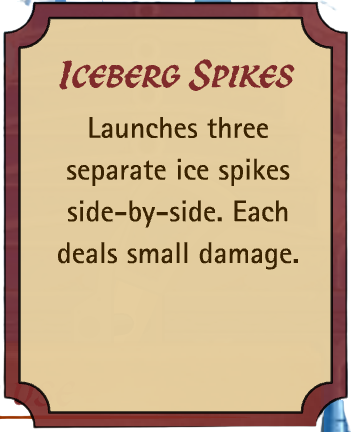 Iceberg Spikes
Launches three
separate ice spikes
side-by-side. Each
deals small damage.